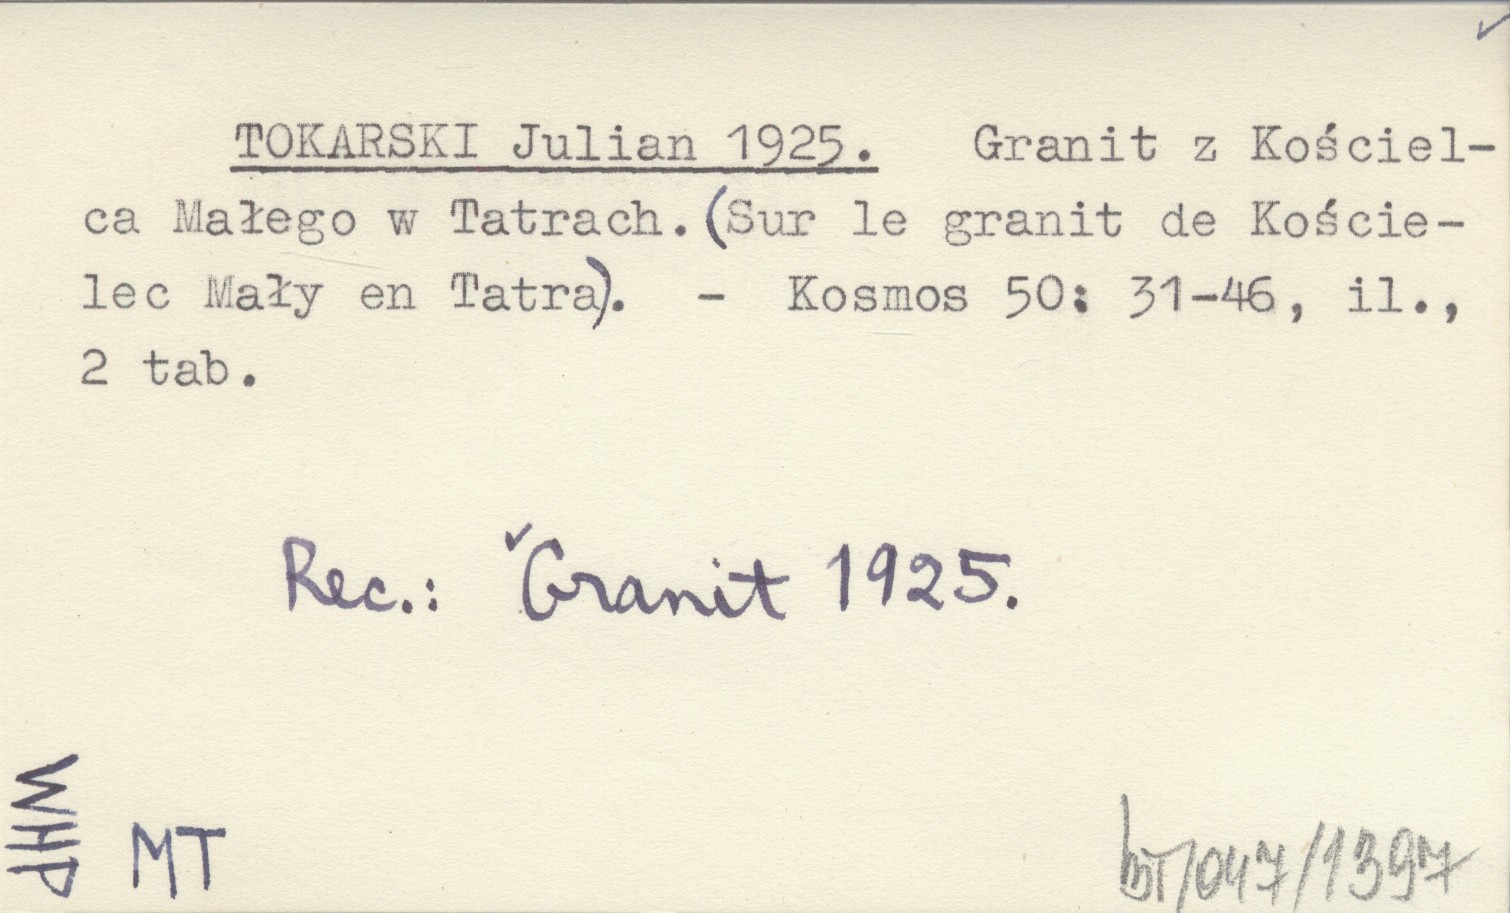 TOKARSKI Julian 1925. Granit z Kościel-
ca Małego w Tatrach. (Sur le granit de Koście-
lec Mały en Tatra). - Kosmos 50: 31-46, il.,
2 tab.
Rec.: Granit 1925.
WHP
MT
bT/047/1397